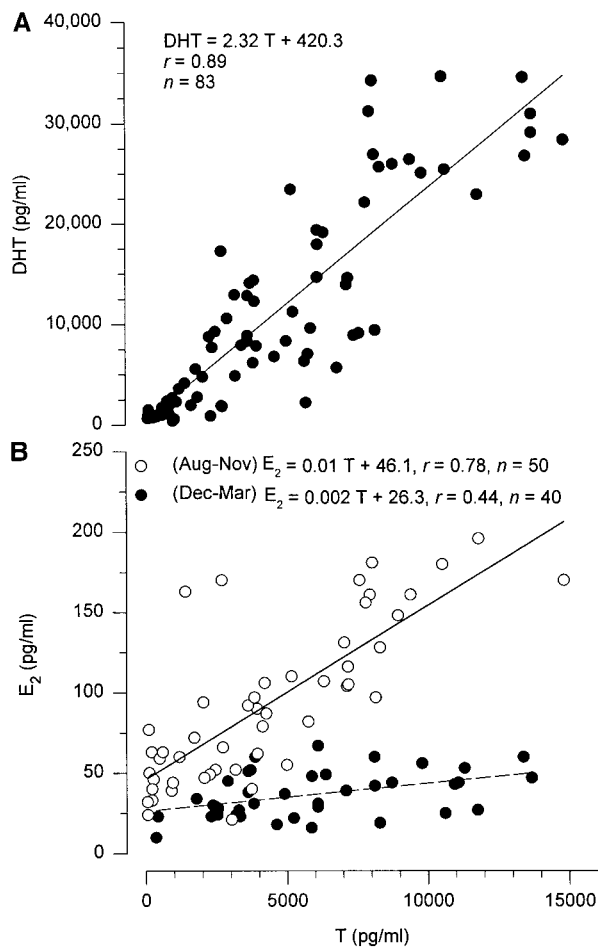 A
40,000
DHT = 2.32 T + 420.3
r = 0.89
n = 83
30,000
20,000
10,000
0
DHT (pg/ml)
B
250
(Aug-Nov) E₂ = 0.01 T + 46.1, r = 0.78, n = 50
(Dec-Mar) E₂ = 0.002 T + 26.3, r = 0.44, n = 40
200
150
100
50
0
E₂ (pg/ml)
0 5000 10000 15000
T (pg/ml)